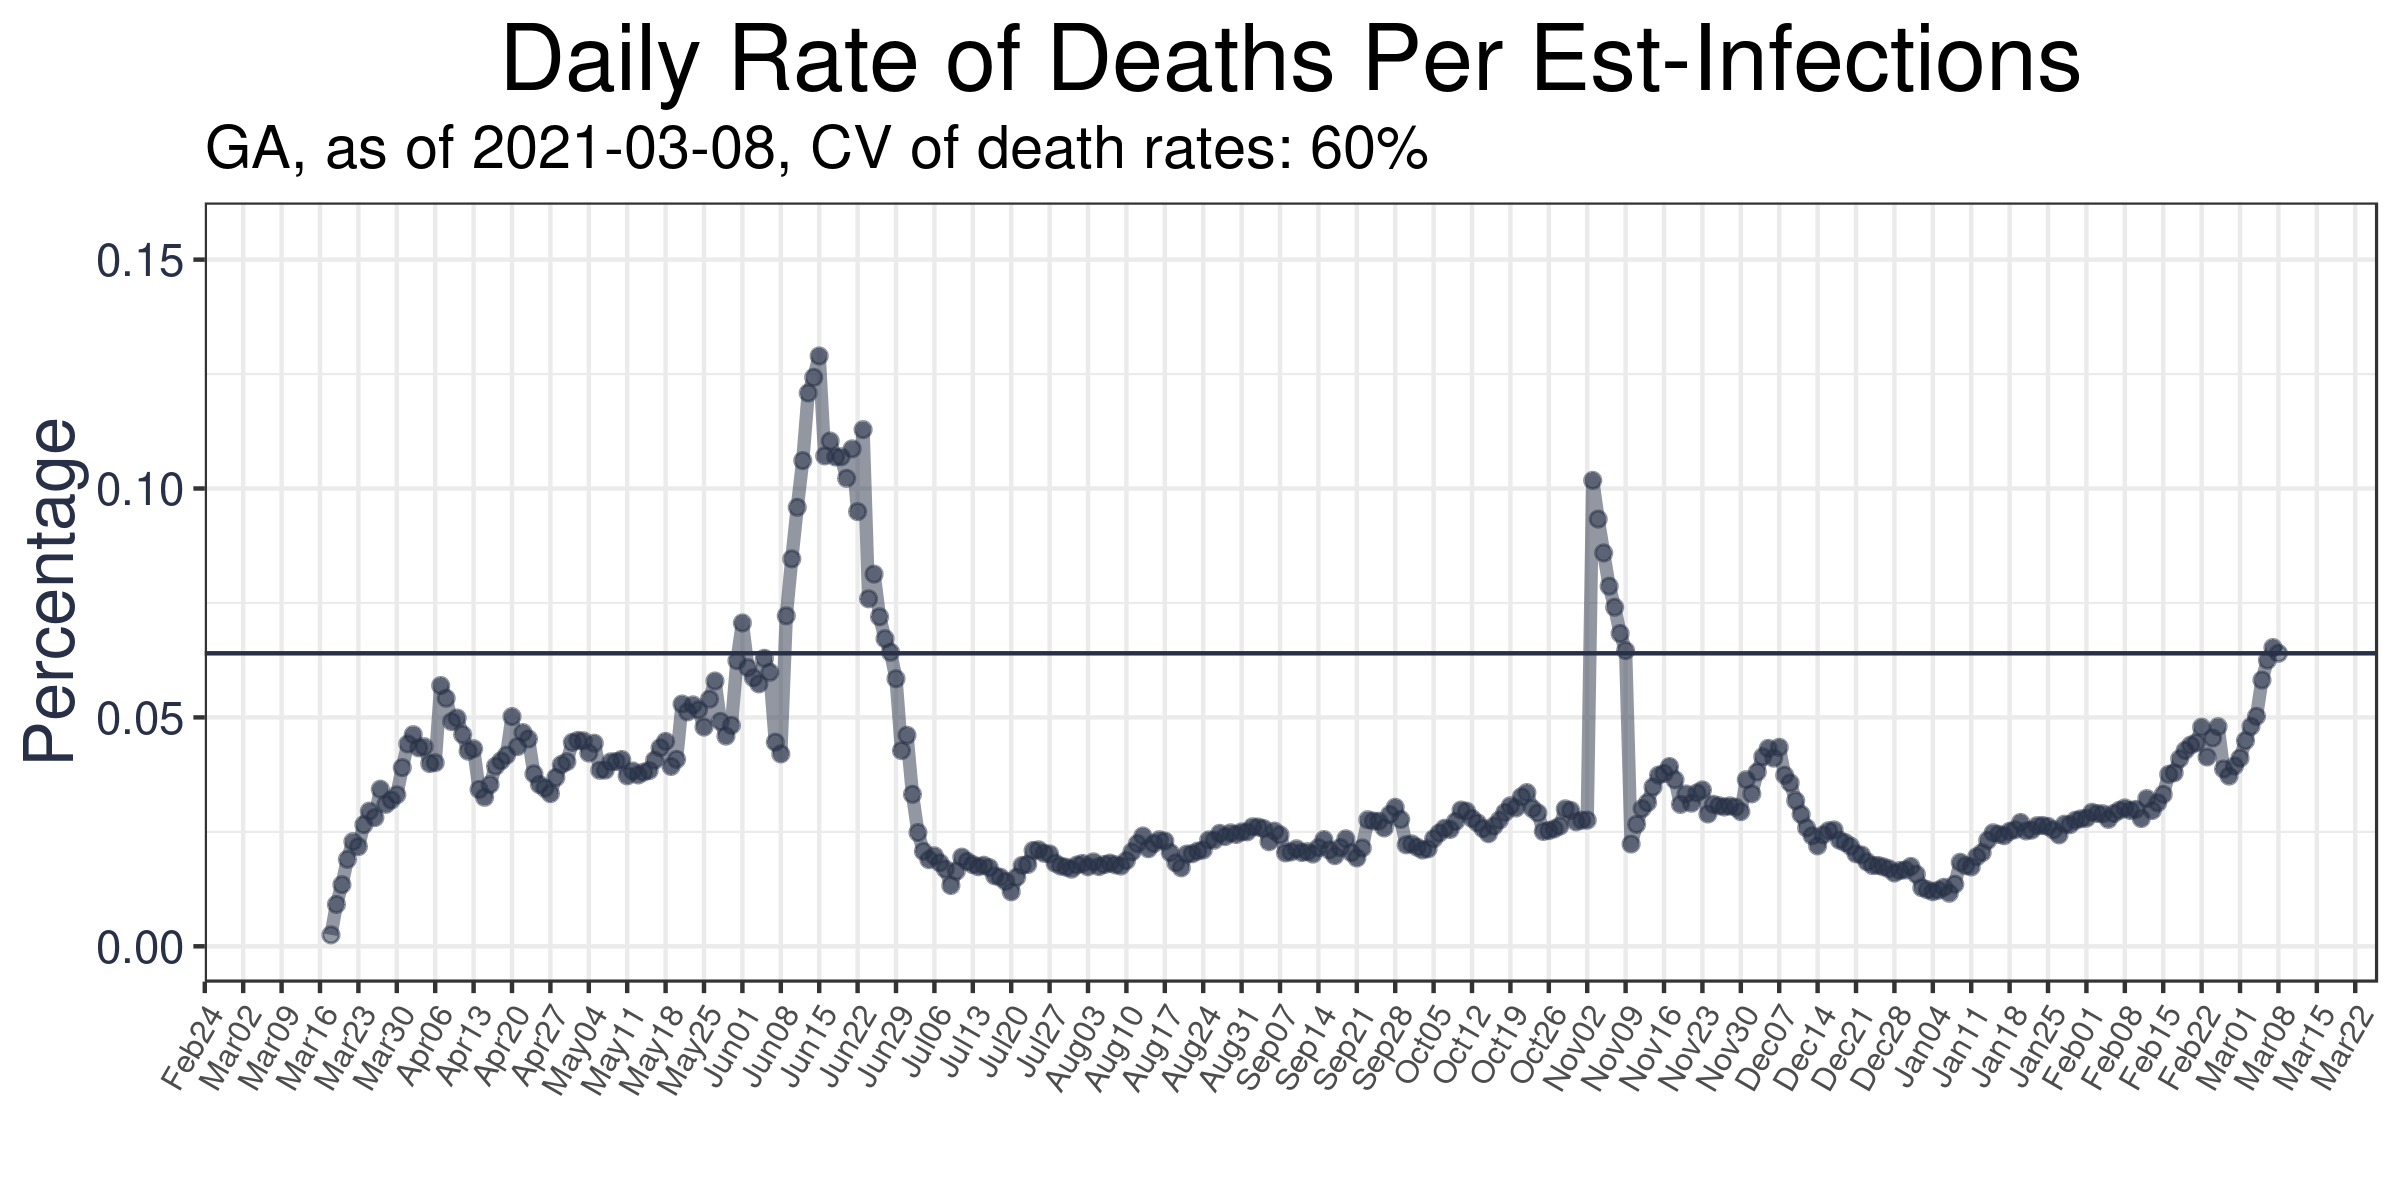 Daily Rate of Deaths Per Est-Infections
GA, as of 2021-03-08, CV of death rates: 60%
Percentage
0.15
0.10
0.05
0.00
Feb24
Mar02
Mar09
Mar16
Mar23
Mar30
Apr06
Apr13
Apr20
Apr27
May04
May11
May18
May25
Jun01
Jun08
Jun15
Jun22
Jun29
Jul06
Jul13
Jul20
Jul27
Aug03
Aug10
Aug17
Aug24
Aug31
Sep07
Sep14
Sep21
Sep28
Oct05
Oct12
Oct19
Oct26
Nov02
Nov09
Nov16
Nov23
Nov30
Dec07
Dec14
Dec21
Dec28
Jan04
Jan11
Jan18
Jan25
Feb01
Feb08
Feb15
Feb22
Mar01
Mar08
Mar15
Mar22